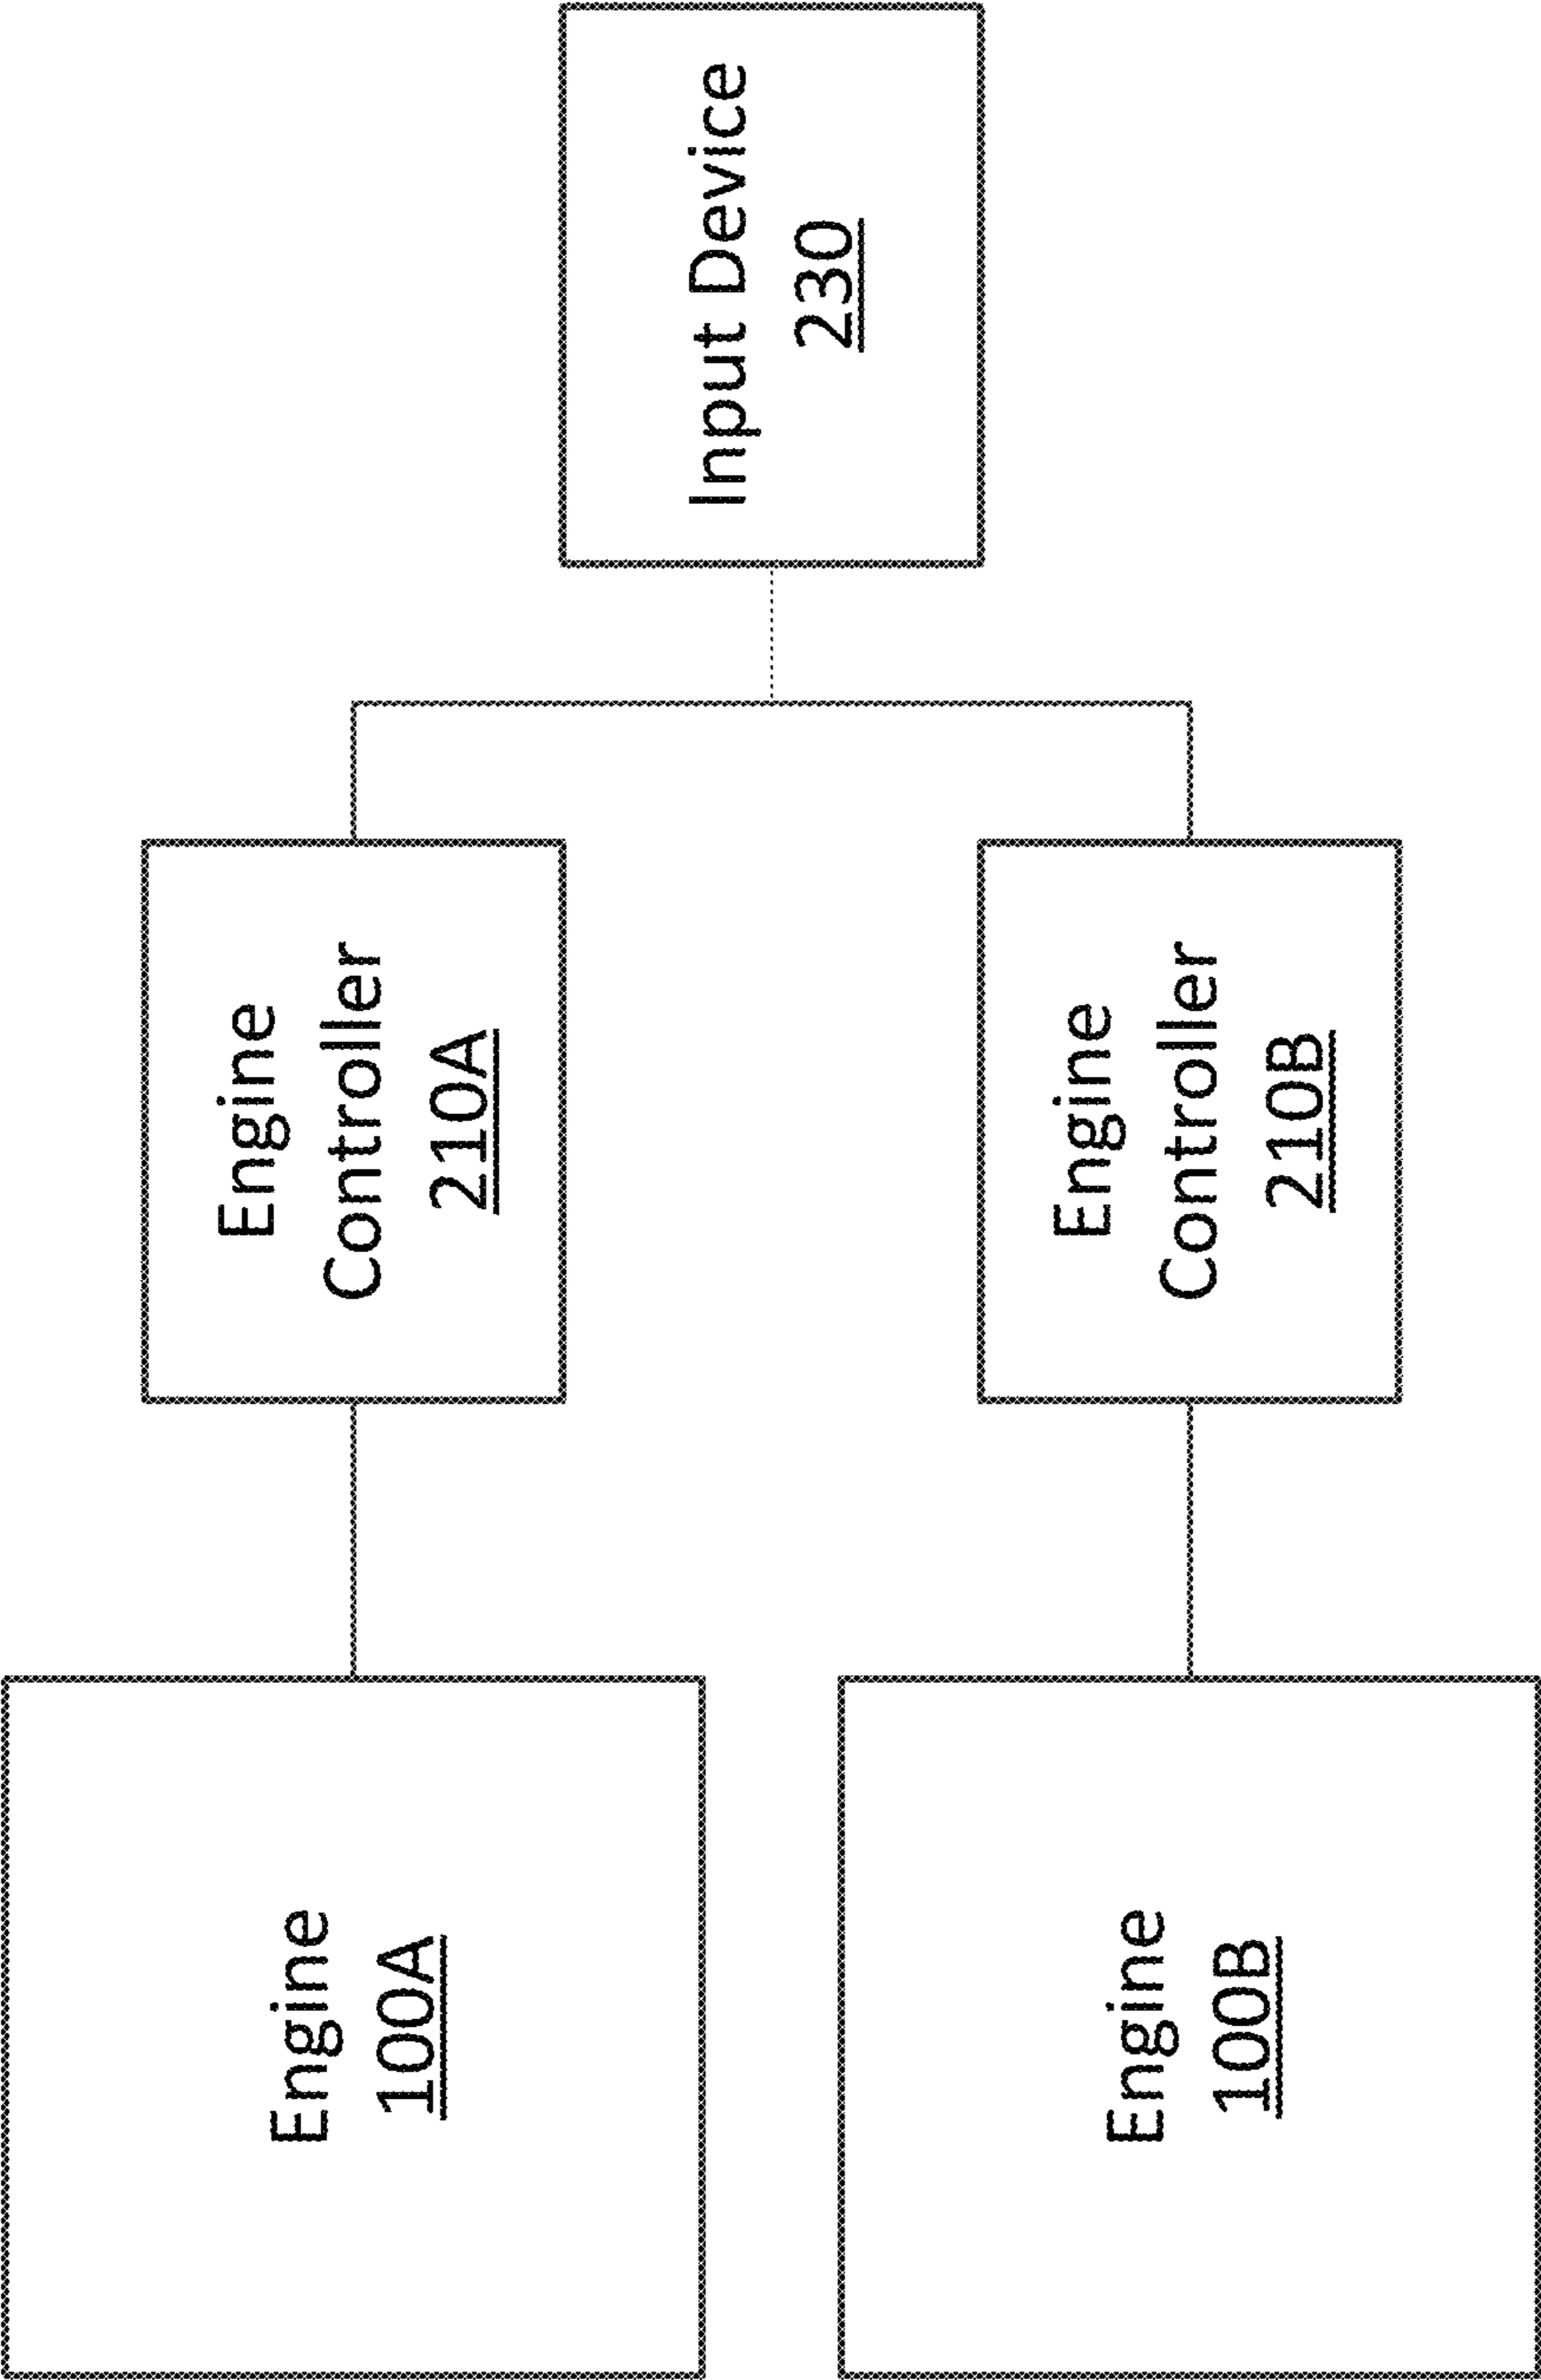 Engine
100A
Engine
Controller
210A
Input Device
230
Engine
100B
Engine
Controller
210B